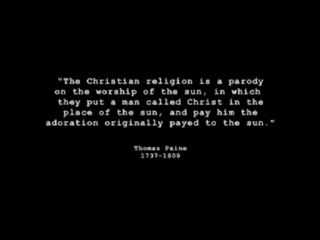 "The Christian religion is a parody
on the worship of the sun, in which
they put a man called Christ in the
place of the sun, and pay him the
adoration originally payed to the sun."
Thomas Paine
1737-1809